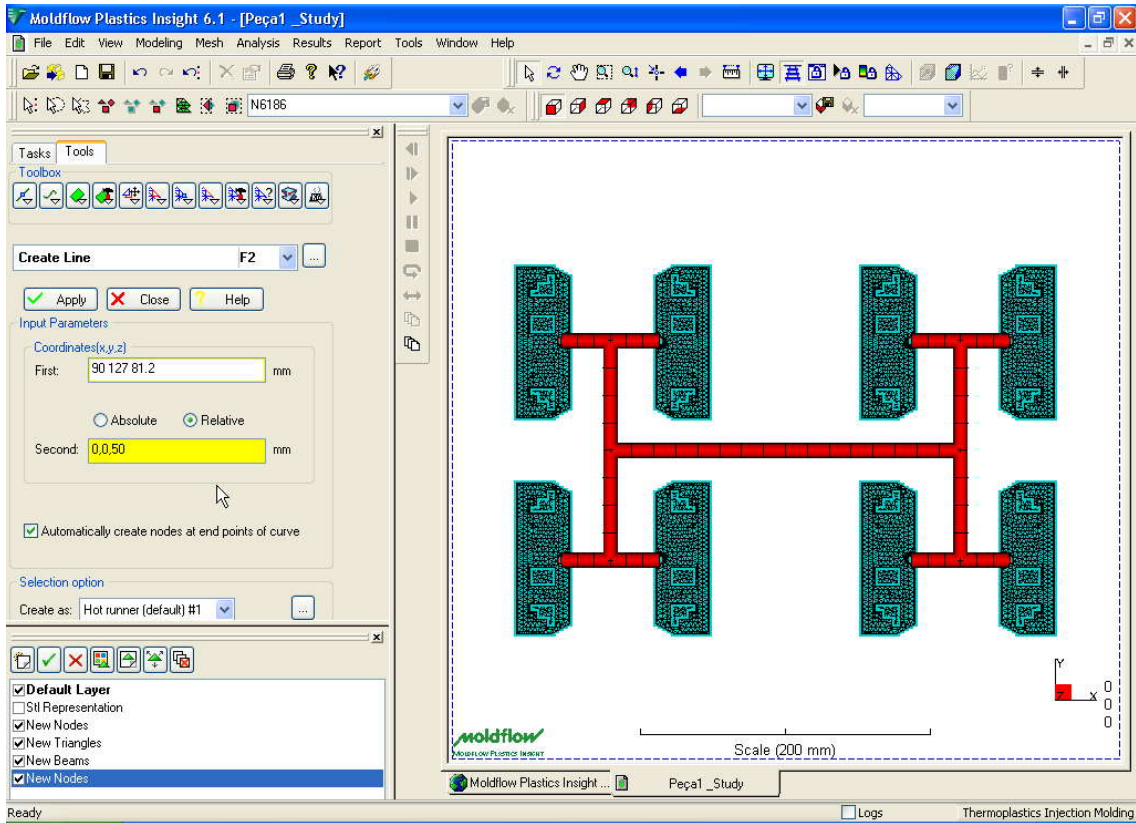 Moldflow Plastics Insight 6.1 - [Peça1 _Study]
File Edit View Modeling Mesh Analysis Results Report Tools Window Help
N6186
Tasks Tools
Toolbox
Create Line F2 ...
Apply Close ? Help
Input Parameters
Coordinates(x,y,z)
First: 90 127 81.2 mm
Absolute Relative
Second: 0,0,50 mm
Automatically create nodes at end points of curve
Selection option
Create as: Hot runner (default) #1 ...
Default Layer
Stl Representation
New Nodes
New Triangles
New Beams
New Nodes
Y
Z X 0
0
0
moldflow
MOLDFLOW PLASTICS INSIGHT
Scale (200 mm)
Moldflow Plastics Insight ... Peça1 _Study
Ready Logs Thermoplastics Injection Molding